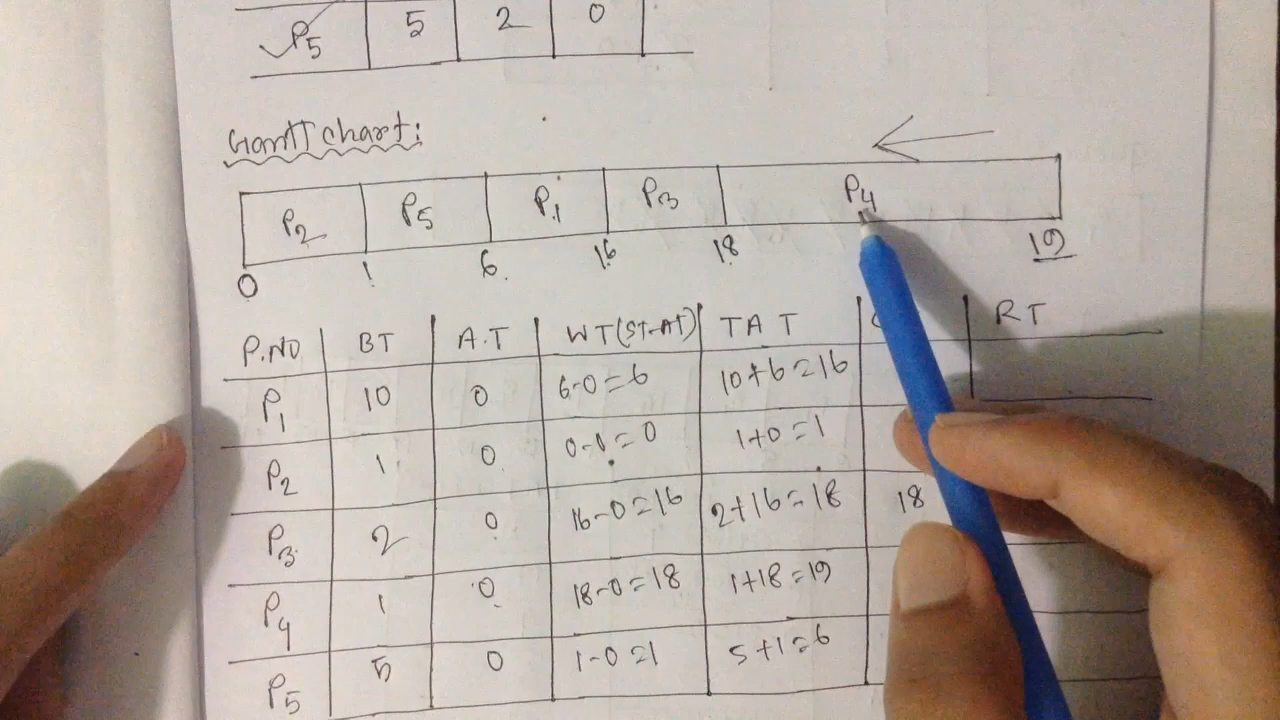 P5 5 2 0
Gantt chart:
P2 P5 P1 P3 P4
0 1 6 16 18 19
P.NO BT A.T WT(ST-AT) TAT RT
P1 10 0 6-0=6 10+6=16
P2 1 0 0-0=0 1+0=1
P3 2 0 16-0=16 2+16=18 18
P4 1 0 18-0=18 1+18=19
P5 5 0 1-0=1 5+1=6